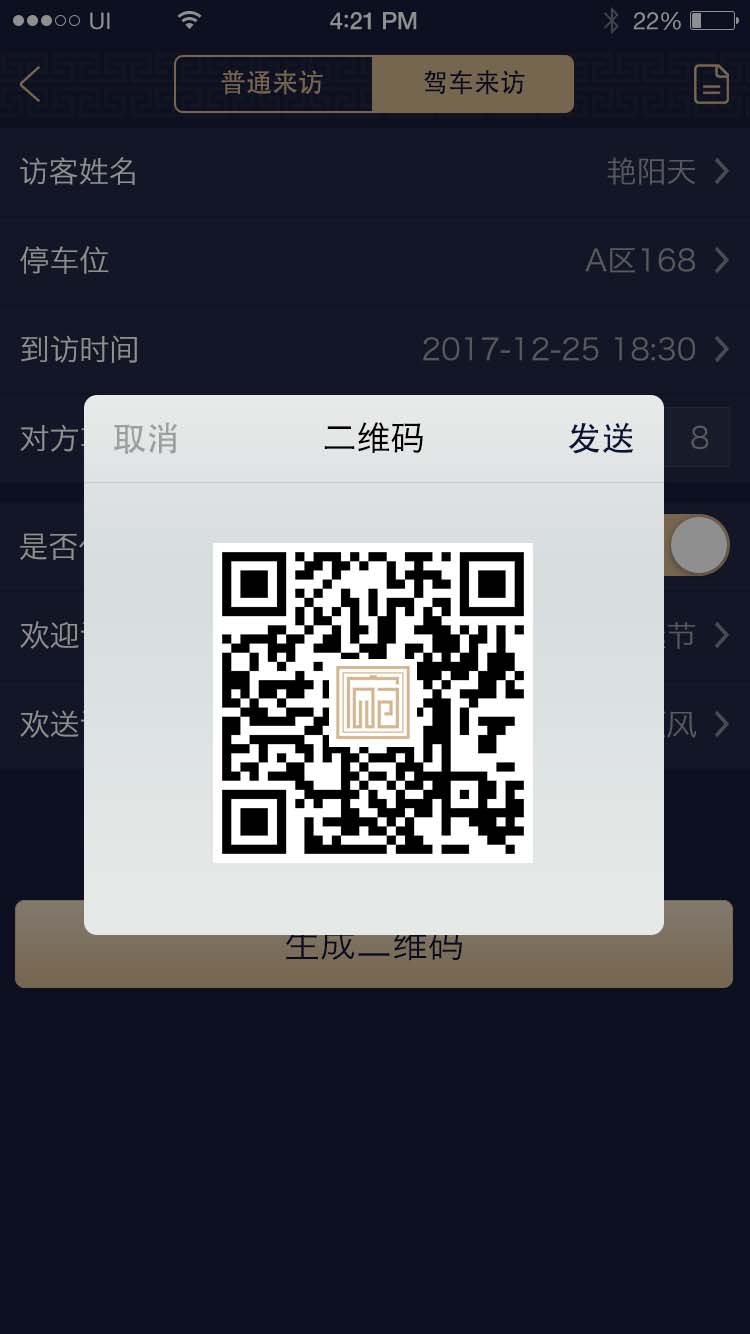 UI 4:21 PM 22%
普通来访 驾车来访
访客姓名 艳阳天
停车位 A区168
到访时间 2017-12-25 18:30
对方 8
取消 二维码 发送
是否
欢迎 节
欢送 风
生成二维码